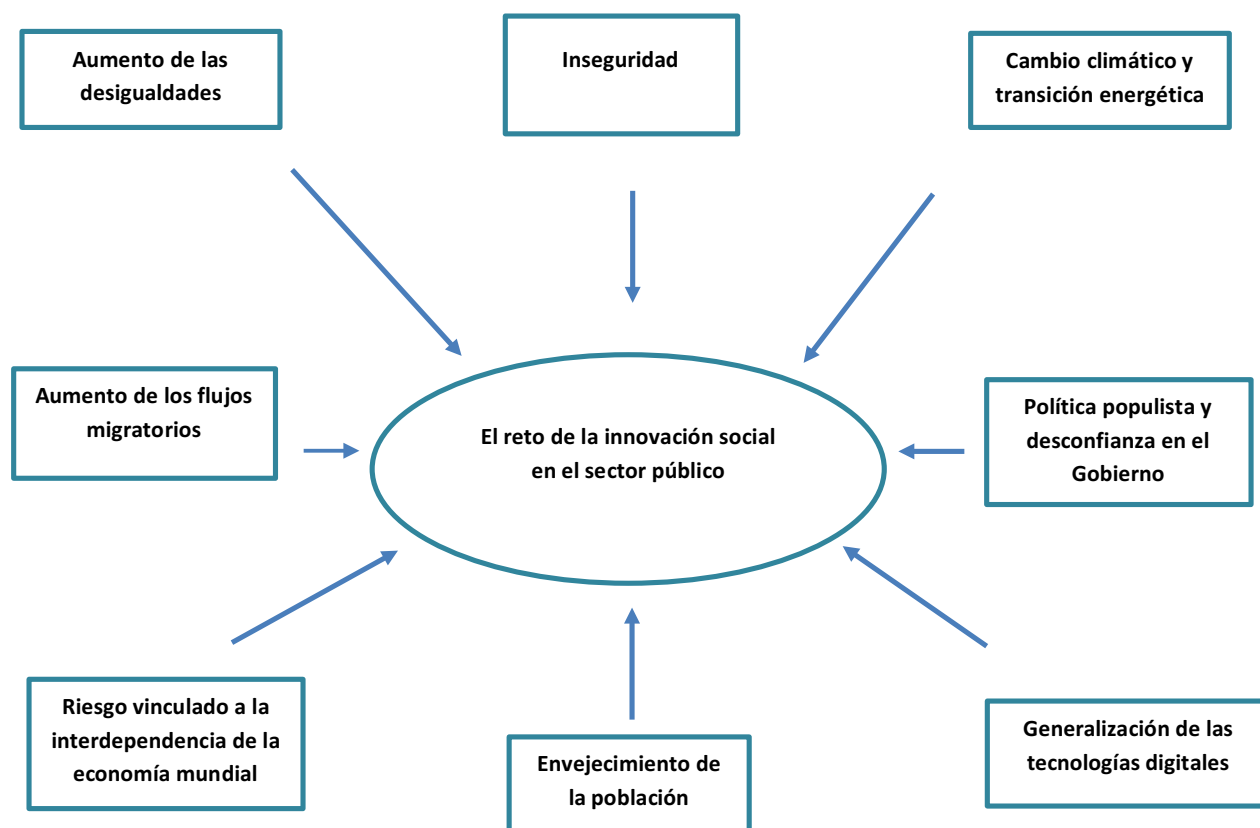 Aumento de las
desigualdades
Inseguridad
Cambio climático y
transición energética
Aumento de los flujos
migratorios
El reto de la innovación social
en el sector público
Política populista y
desconfianza en el
Gobierno
Riesgo vinculado a la
interdependencia de la
economía mundial
Envejecimiento de
la población
Generalización de las
tecnologías digitales